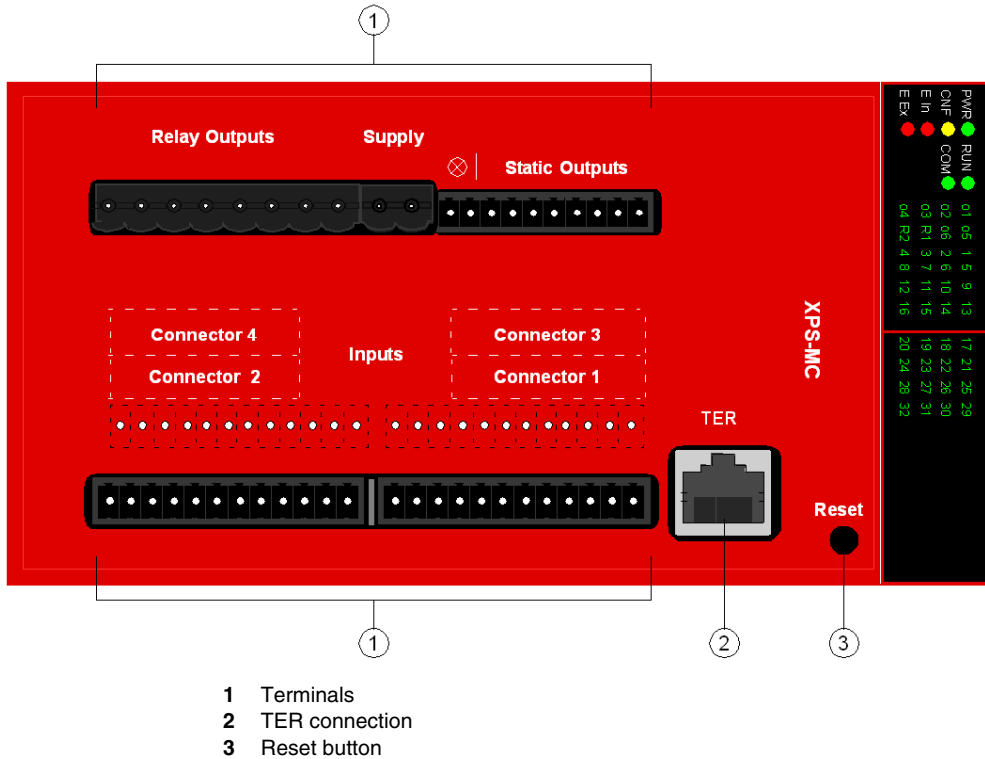 1
Relay Outputs
Supply
Static Outputs
PWR RUN o1 o5 1 5 9 13
CNF COM o2 o6 2 6 10 14
E In o3 R1 3 7 11 15
E Ex o4 R2 4 8 12 16
17 21 25 29
18 22 26 30
19 23 27 31
20 24 28 32
XPS-MC
Connector 4
Connector 2
Inputs
Connector 3
Connector 1
TER
Reset
1
2
3
1 Terminals
2 TER connection
3 Reset button